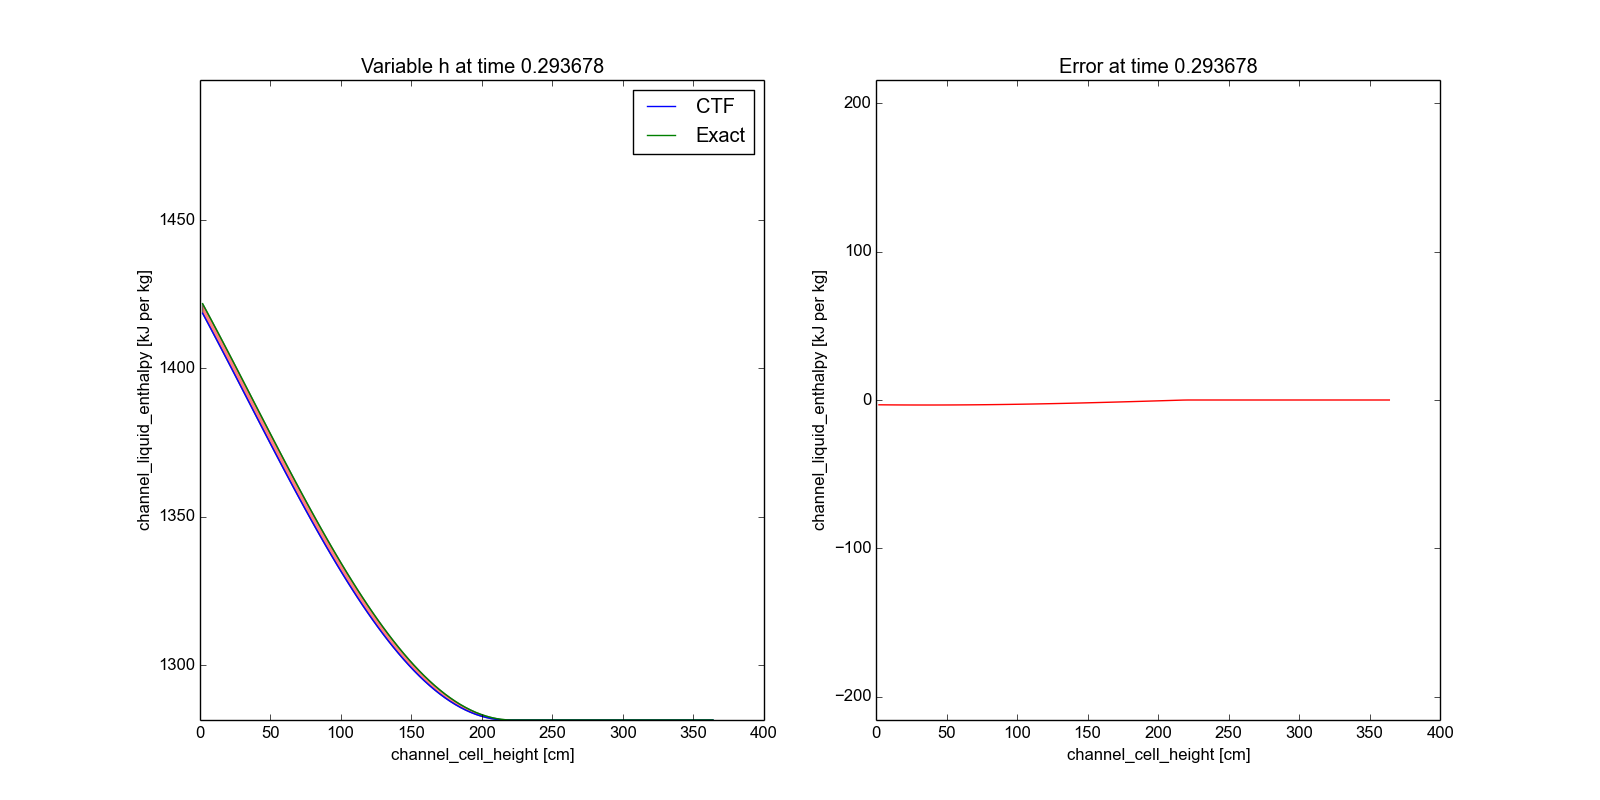 Variable h at time 0.293678
CTF
Exact
1450
1400
1350
1300
channel_liquid_enthalpy [kJ per kg]
0 50 100 150 200 250 300 350 400
channel_cell_height [cm]
Error at time 0.293678
200
100
0
−100
−200
channel_liquid_enthalpy [kJ per kg]
0 50 100 150 200 250 300 350 400
channel_cell_height [cm]